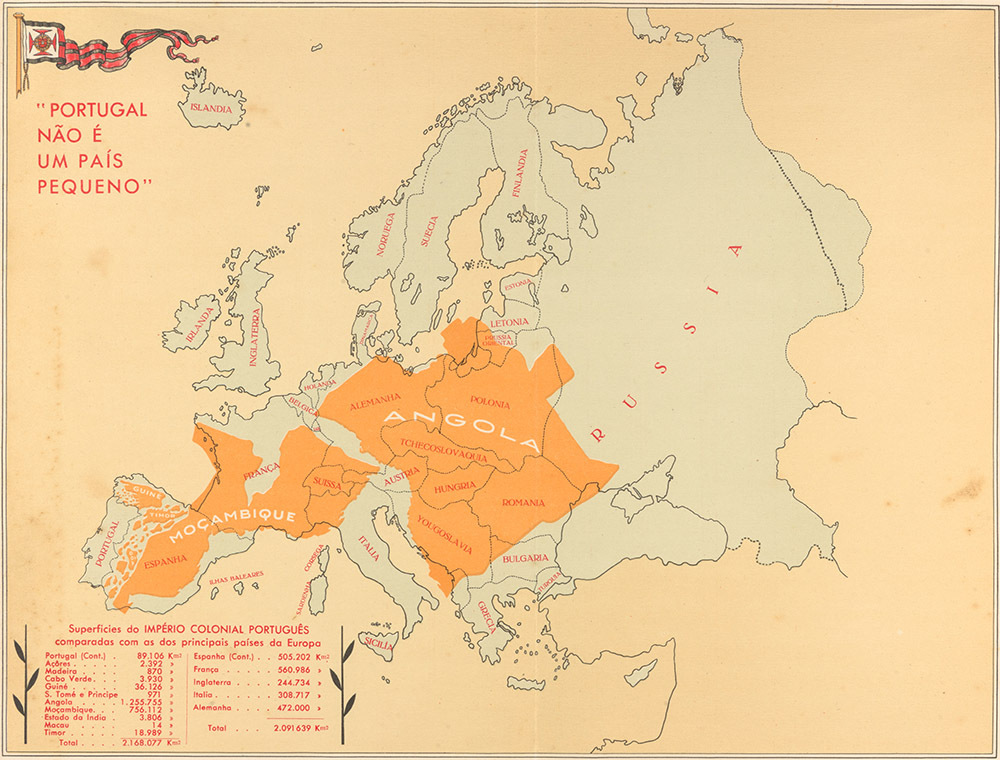 "PORTUGAL
NÃO É
UM PAÍS
PEQUENO"
ISLANDIA
NORUEGA
SUECIA
FINLANDIA
RUSSIA
ESTONIA
LETONIA
PRUSSIA
ORIENTAL
IRLANDA
INGLATERRA
HOLANDA
BELGICA
ALEMANHA
POLONIA
ANGOLA
TCHECOSLOVAQUIA
FRANÇA
SUISSA
AUSTRIA
HUNGRIA
ROMANIA
GUINÉ
TIMOR
MOÇAMBIQUE
PORTUGAL
ESPANHA
ITALIA
YOUGOSLAVIA
BULGARIA
TURQUIA
GRECIA
ILHAS BALEARES
CORSEGA
SARDENHA
SICILIA
Superfícies do IMPÉRIO COLONIAL PORTUGUÊS
comparadas com as dos principais países da Europa
Portugal (Cont.) . 89.106 Km2
Açôres . . . . . 2.392 »
Madeira . . . . 870 »
Cabo Verde. . . . 3.930 »
Guiné . . . . . 36.126 »
S. Tomé e Principe 971 »
Angola . . . . 1.255.755 »
Moçambique. . . . 756.112 »
Estado da India . 3.806 »
Macau . . . . . 14 »
Timor . . . . . 18.989 »
Total . . . . 2.168.077 Km2
Espanha (Cont.) . . 505.202 Km2
França . . . . . 560.986 »
Inglaterra . . . . 244.734 »
Italia . . . . . 308.717 »
Alemanha . . . . 472.000 »
Total . . . 2.091639 Km2